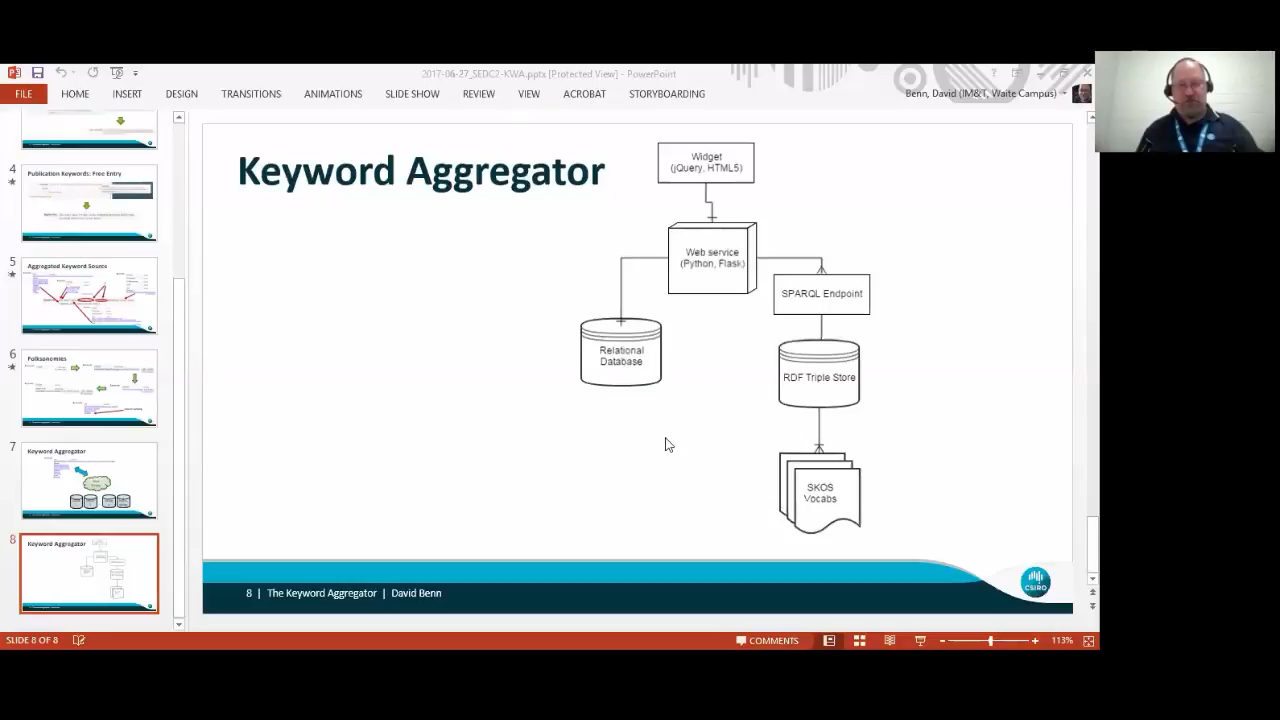 2017-06-27_SEDC2-KWA.pptx [Protected View] - PowerPoint
FILE HOME INSERT DESIGN TRANSITIONS ANIMATIONS SLIDE SHOW REVIEW VIEW ACROBAT STORYBOARDING
Benn, David (IM&T, Waite Campus)
4
Publication Keywords: Free Entry
5
Aggregated Keyword Source
6
Folksonomies
7
Keyword Aggregator
8
Keyword Aggregator
Keyword Aggregator
Widget
(jQuery, HTML5)
Web service
(Python, Flask)
SPARQL Endpoint
Relational
Database
RDF Triple Store
SKOS
Vocabs
8 | The Keyword Aggregator | David Benn
CSIRO
SLIDE 8 OF 8
COMMENTS
113%